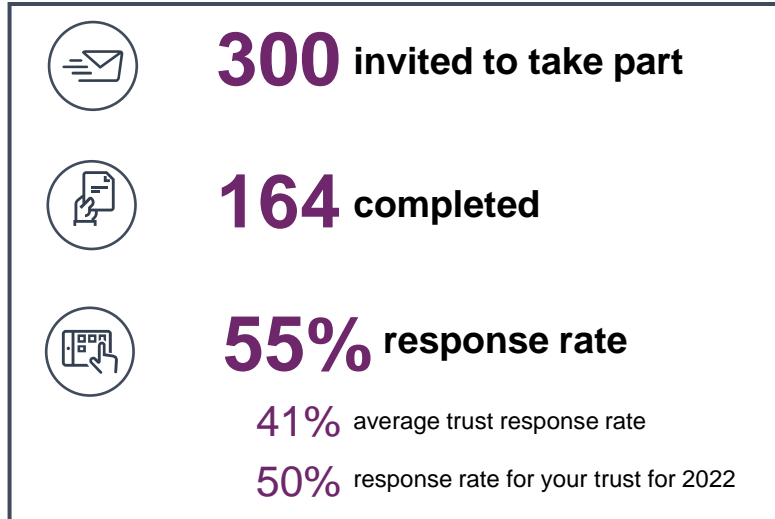 300 invited to take part
164 completed
55% response rate
41% average trust response rate
50% response rate for your trust for 2022